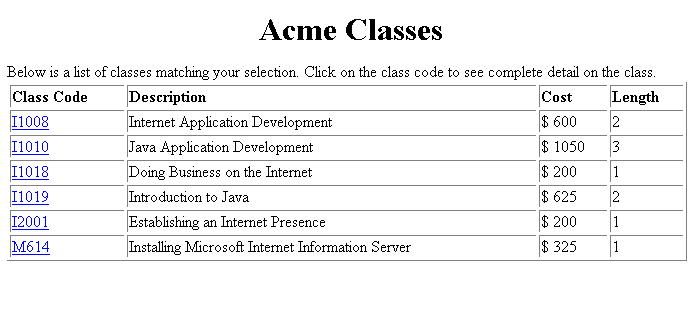 Acme Classes
Below is a list of classes matching your selection. Click on the class code to see complete detail on the class.
Class Code Description Cost Length
I1008 Internet Application Development $ 600 2
I1010 Java Application Development $ 1050 3
I1018 Doing Business on the Internet $ 200 1
I1019 Introduction to Java $ 625 2
I2001 Establishing an Internet Presence $ 200 1
M614 Installing Microsoft Internet Information Server $ 325 1